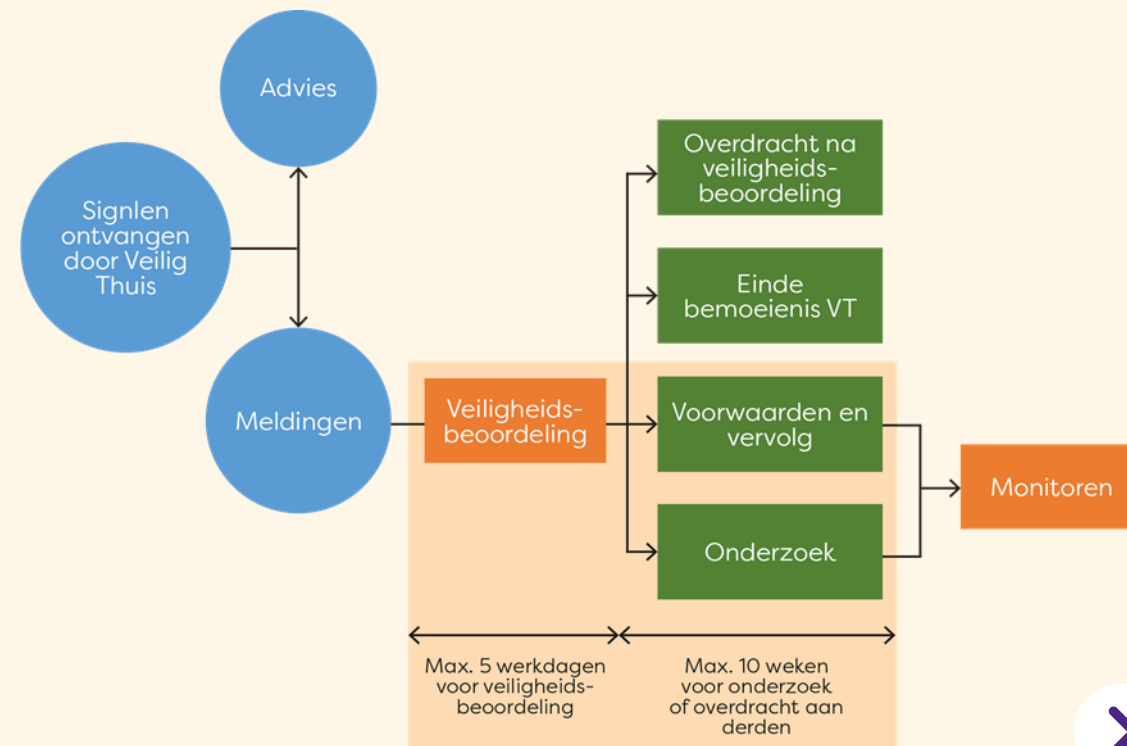 Advies
Signlen
ontvangen
door Veilig
Thuis
Meldingen
Veiligheids-
beoordeling
Overdracht na
veiligheids-
beoordeling
Einde
bemoeienis VT
Voorwaarden en
vervolg
Onderzoek
Monitoren
Max. 5 werkdagen
voor veiligheids-
beoordeling
Max. 10 weken
voor onderzoek
of overdracht aan
derden